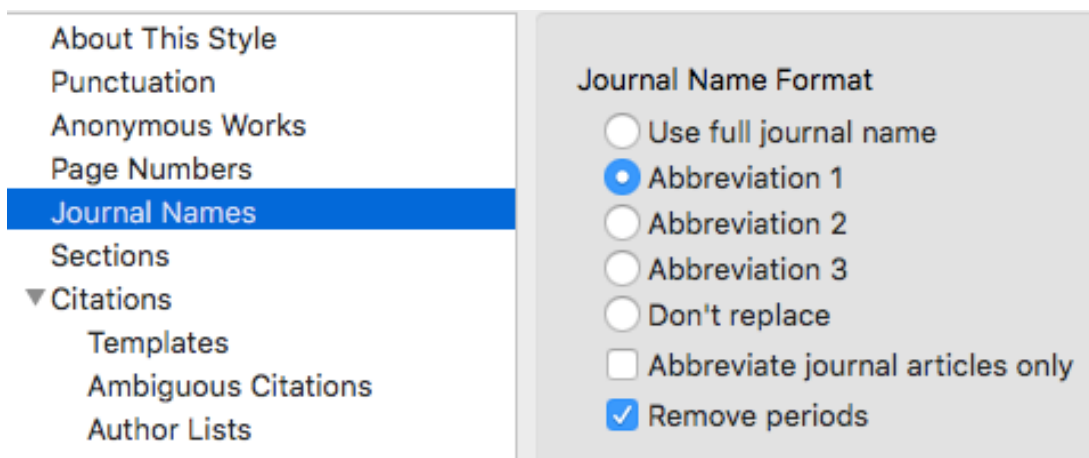 About This Style
Punctuation
Anonymous Works
Page Numbers
Journal Names
Sections
Citations
Templates
Ambiguous Citations
Author Lists
Journal Name Format
Use full journal name
Abbreviation 1
Abbreviation 2
Abbreviation 3
Don't replace
Abbreviate journal articles only
Remove periods